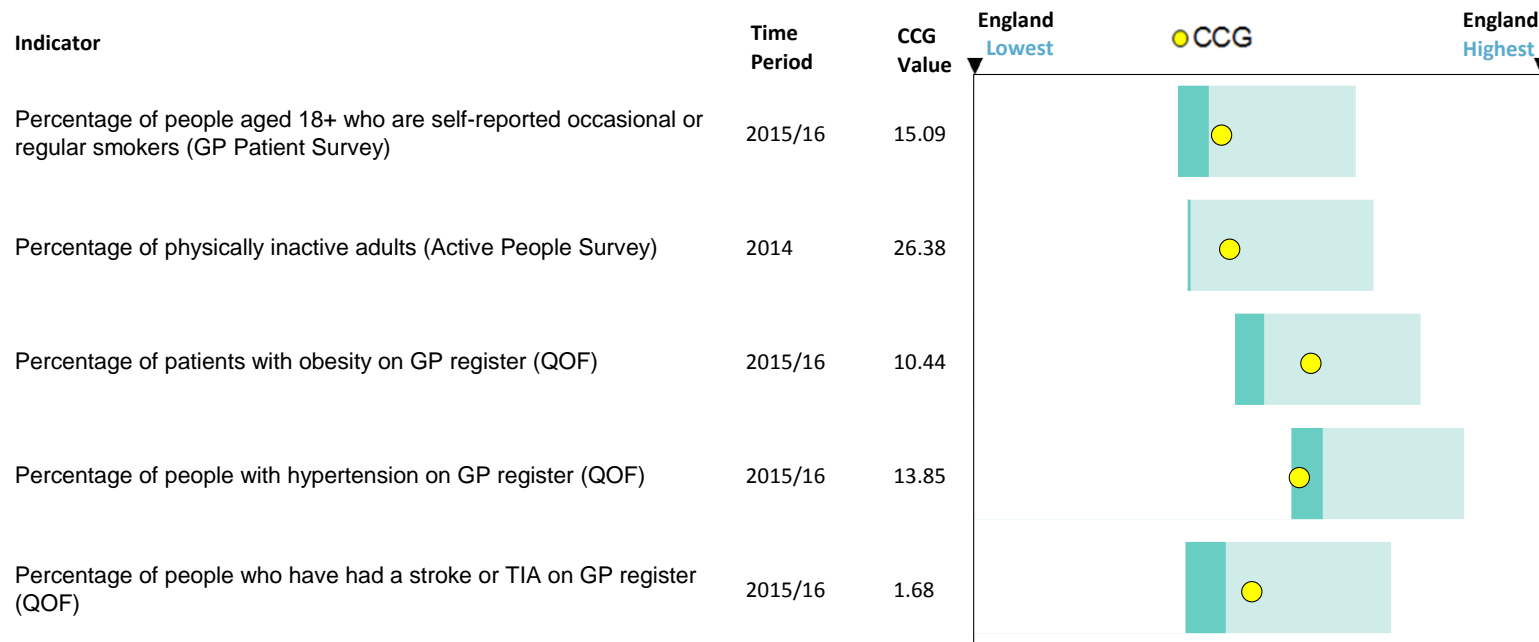 Indicator
Time
Period
CCG
Value
England
Lowest
CCG
England
Highest
Percentage of people aged 18+ who are self-reported occasional or
regular smokers (GP Patient Survey)
2015/16
15.09
Percentage of physically inactive adults (Active People Survey)
2014
26.38
Percentage of patients with obesity on GP register (QOF)
2015/16
10.44
Percentage of people with hypertension on GP register (QOF)
2015/16
13.85
Percentage of people who have had a stroke or TIA on GP register
(QOF)
2015/16
1.68